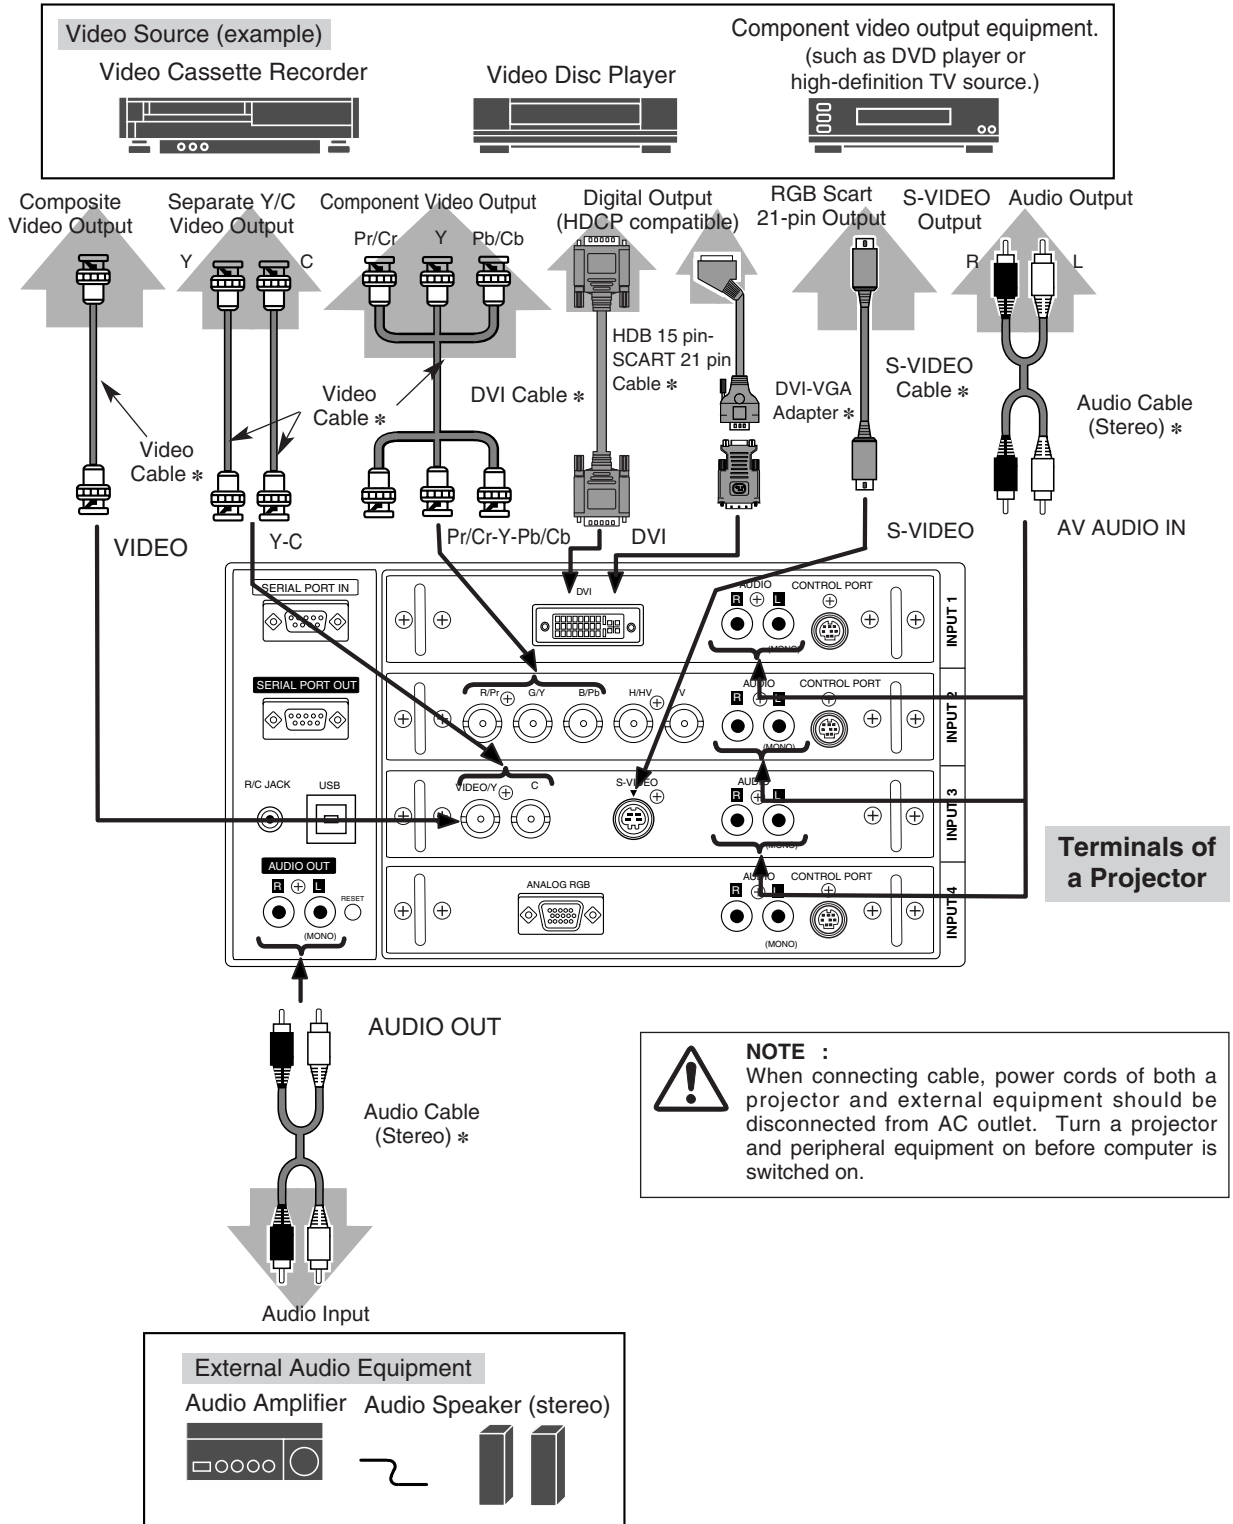 Video Source (example)
Video Cassette Recorder
Video Disc Player
Component video output equipment.
(such as DVD player or
high-definition TV source.)
Composite
Video Output
Separate Y/C
Video Output
Y
C
Component Video Output
Pr/Cr
Y
Pb/Cb
Digital Output
(HDCP compatible)
RGB Scart
21-pin Output
S-VIDEO
Output
Audio Output
R
L
HDB 15 pin-
SCART 21 pin
Cable *
S-VIDEO
Cable *
Video
Cable *
DVI Cable *
DVI-VGA
Adapter *
Audio Cable
(Stereo) *
Video
Cable *
VIDEO
Y-C
Pr/Cr-Y-Pb/Cb
DVI
S-VIDEO
AV AUDIO IN
SERIAL PORT IN
DVI
AUDIO
R
L
(MONO)
CONTROL PORT
INPUT 1
SERIAL PORT OUT
R/Pr
G/Y
B/Pb
H/HV
V
AUDIO
R
L
(MONO)
CONTROL PORT
INPUT 2
R/C JACK
USB
VIDEO/Y
C
S-VIDEO
AUDIO
R
L
(MONO)
INPUT 3
AUDIO OUT
R
L
RESET
(MONO)
ANALOG RGB
AUDIO
R
L
(MONO)
CONTROL PORT
INPUT 4
Terminals of
a Projector
AUDIO OUT
Audio Cable
(Stereo) *
NOTE :
When connecting cable, power cords of both a
projector and external equipment should be
disconnected from AC outlet. Turn a projector
and peripheral equipment on before computer is
switched on.
Audio Input
External Audio Equipment
Audio Amplifier
Audio Speaker (stereo)